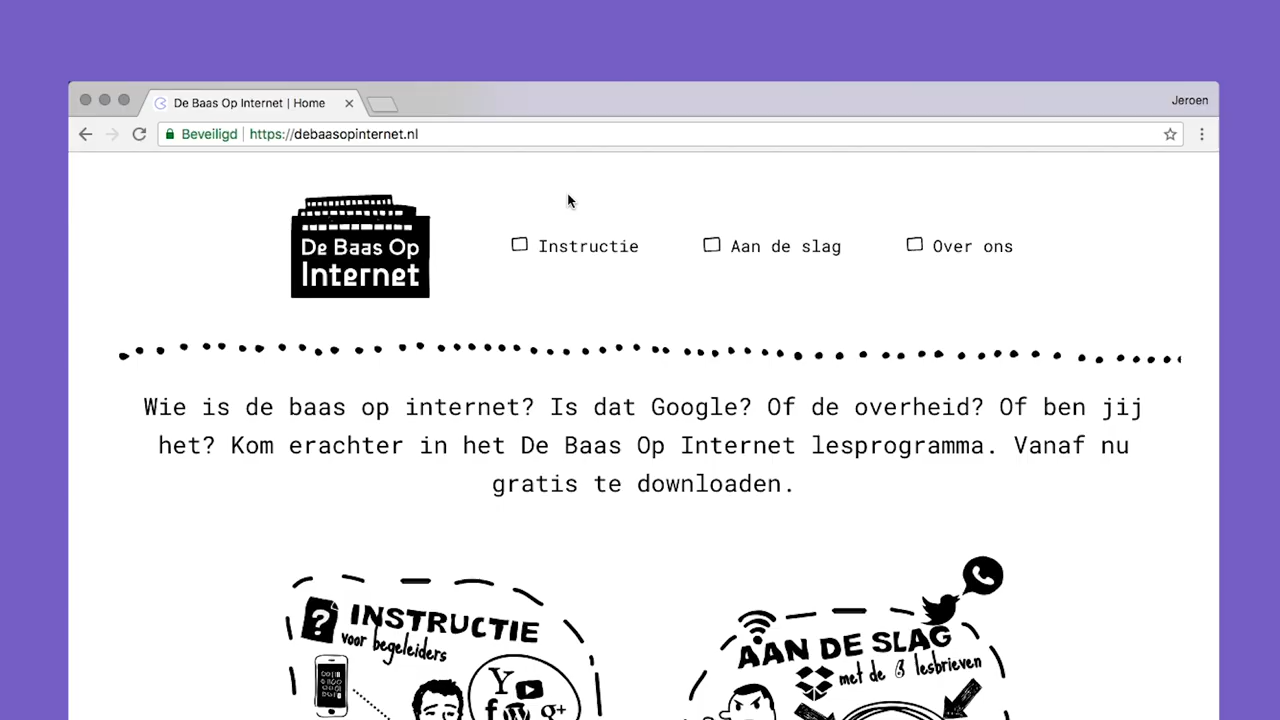 De Baas Op Internet | Home
Jeroen
Beveiligd | https://debaasopinternet.nl
De Baas Op
Internet
Instructie
Aan de slag
Over ons
Wie is de baas op internet? Is dat Google? Of de overheid? Of ben jij
het? Kom erachter in het De Baas Op Internet lesprogramma. Vanaf nu
gratis te downloaden.
? INSTRUCTIE
voor begeleiders
Y
f
g+
AAN DE SLAG
met de 6 lesbrieven